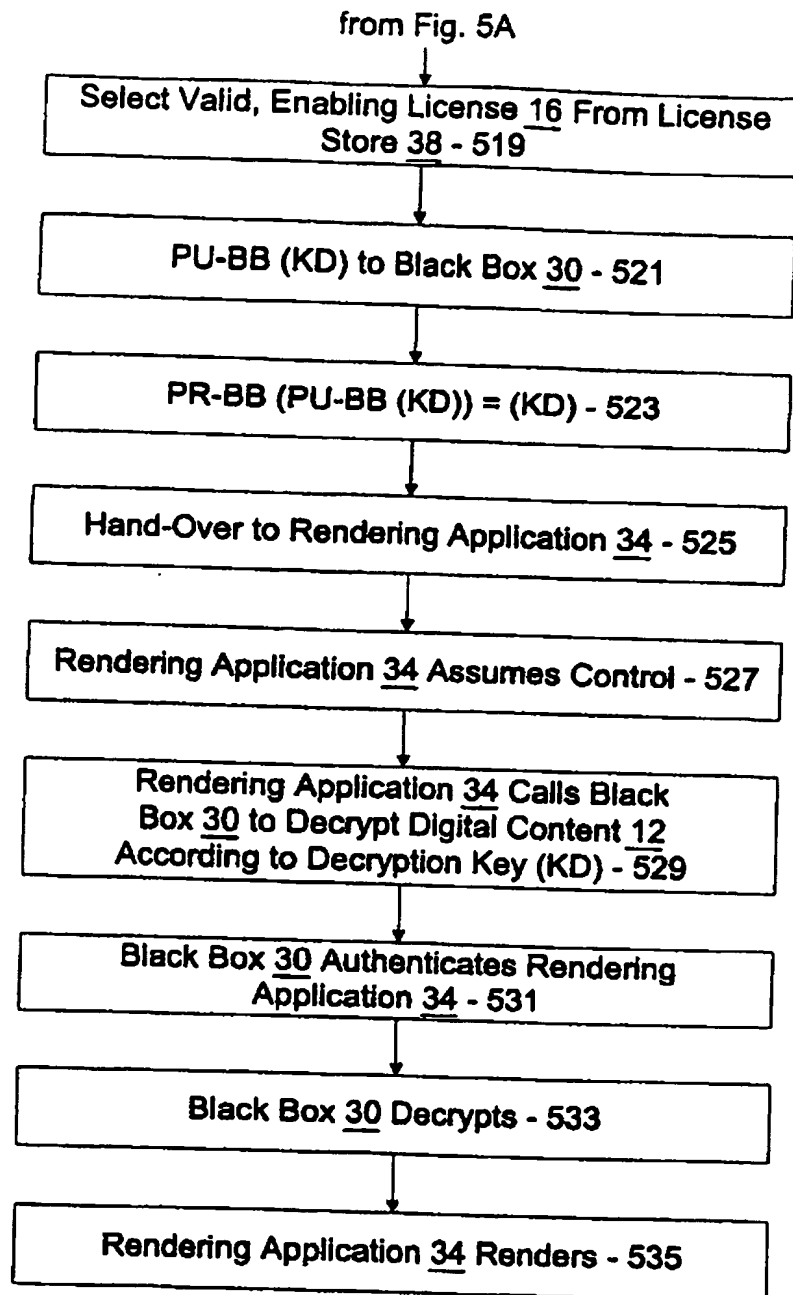 from Fig. 5A
Select Valid, Enabling License 16 From License
Store 38 - 519
PU-BB (KD) to Black Box 30 - 521
PR-BB (PU-BB (KD)) = (KD) - 523
Hand-Over to Rendering Application 34 - 525
Rendering Application 34 Assumes Control - 527
Rendering Application 34 Calls Black
Box 30 to Decrypt Digital Content 12
According to Decryption Key (KD) - 529
Black Box 30 Authenticates Rendering
Application 34 - 531
Black Box 30 Decrypts - 533
Rendering Application 34 Renders - 535